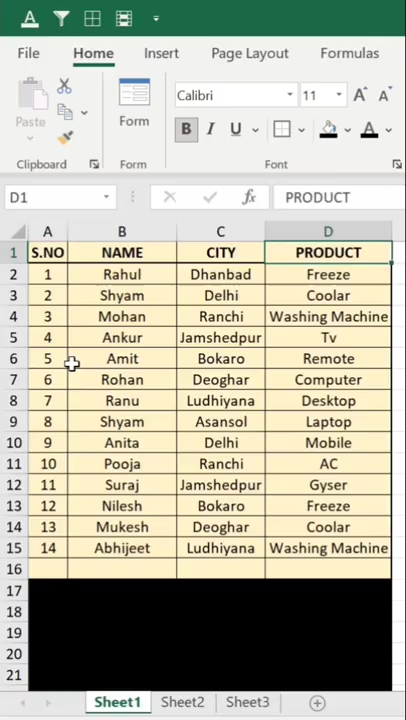 File Home Insert Page Layout Formulas
Calibri 11 A A
Paste Form B I U A
Clipboard Form Font
D1 fx PRODUCT
A B C D
1 S.NO NAME CITY PRODUCT
2 1 Rahul Dhanbad Freeze
3 2 Shyam Delhi Coolar
4 3 Mohan Ranchi Washing Machine
5 4 Ankur Jamshedpur Tv
6 5 Amit Bokaro Remote
7 6 Rohan Deoghar Computer
8 7 Ranu Ludhiyana Desktop
9 8 Shyam Asansol Laptop
10 9 Anita Delhi Mobile
11 10 Pooja Ranchi AC
12 11 Suraj Jamshedpur Gyser
13 12 Nilesh Bokaro Freeze
14 13 Mukesh Deoghar Coolar
15 14 Abhijeet Ludhiyana Washing Machine
16
17
18
19
20
21
Sheet1 Sheet2 Sheet3